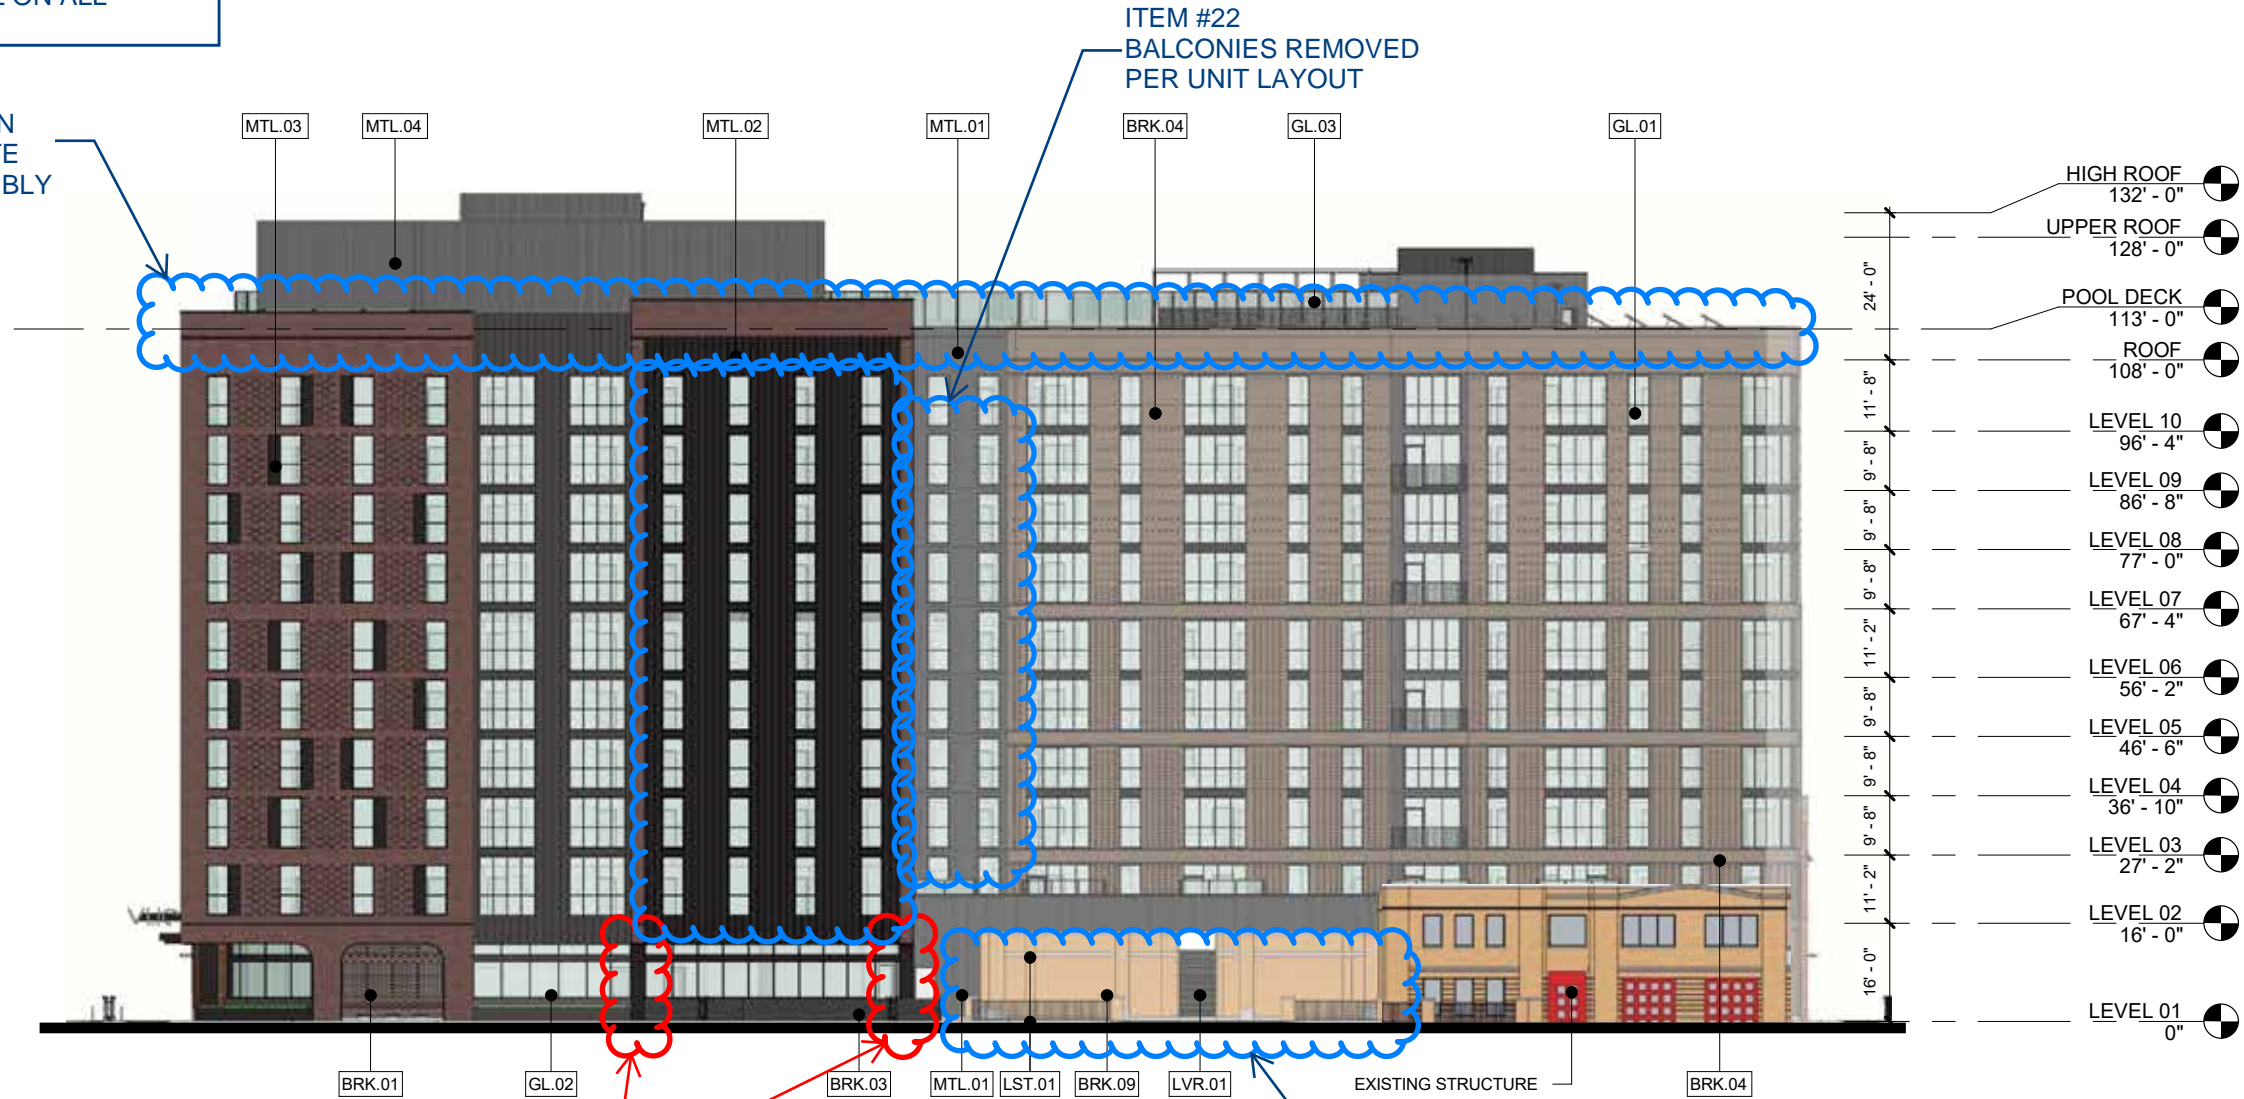 E ON ALL
ITEM #22
BALCONIES REMOVED
PER UNIT LAYOUT
BLY
MTL.03
MTL.04
MTL.02
MTL.01
BRK.04
GL.03
GL.01
HIGH ROOF
132' - 0"
UPPER ROOF
128' - 0"
POOL DECK
113' - 0"
ROOF
108' - 0"
LEVEL 10
96' - 4"
LEVEL 09
86' - 8"
LEVEL 08
77' - 0"
LEVEL 07
67' - 4"
LEVEL 06
56' - 2"
LEVEL 05
46' - 6"
LEVEL 04
36' - 10"
LEVEL 03
27' - 2"
LEVEL 02
16' - 0"
LEVEL 01
0"
24' - 0"
11' - 8"
9' - 8"
9' - 8"
9' - 8"
11' - 2"
9' - 8"
9' - 8"
9' - 8"
11' - 2"
16' - 0"
BRK.01
GL.02
BRK.03
MTL.01
LST.01
BRK.09
LVR.01
EXISTING STRUCTURE
BRK.04